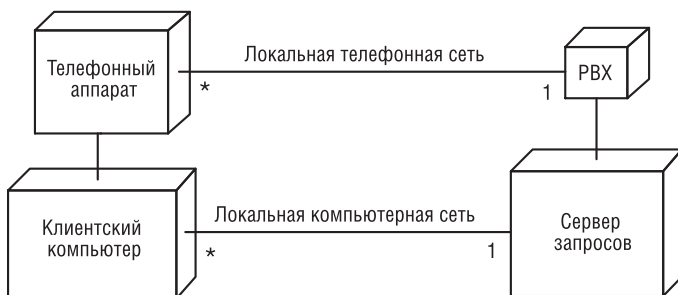 Телефонный
аппарат
Локальная телефонная сеть
*
1
PBX
Клиентский
компьютер
Локальная компьютерная сеть
*
1
Сервер
запросов